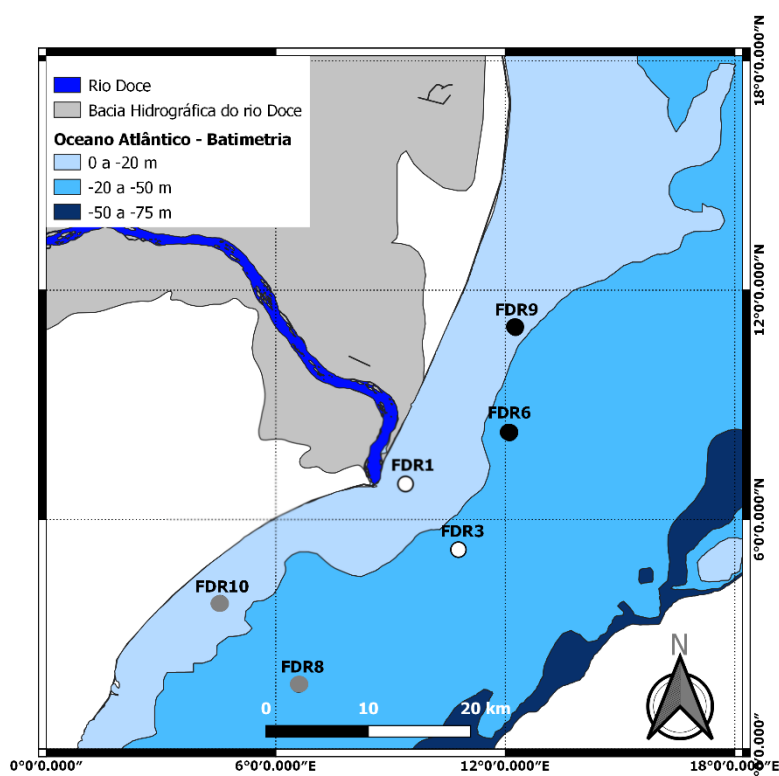 Rio Doce
Bacia Hidrográfica do rio Doce
Oceano Atlântico - Batimetria
0 a -20 m
-20 a -50 m
-50 a -75 m
18°0'0.000"N
FDR9
12°0'0.000"N
FDR6
FDR1
FDR3
6°0'0.000"N
FDR10
FDR8
N
0 10 20 km
0°0'0.000"
0°0'0.000" 6°0'0.000"E 12°0'0.000"E 18°0'0.000"E